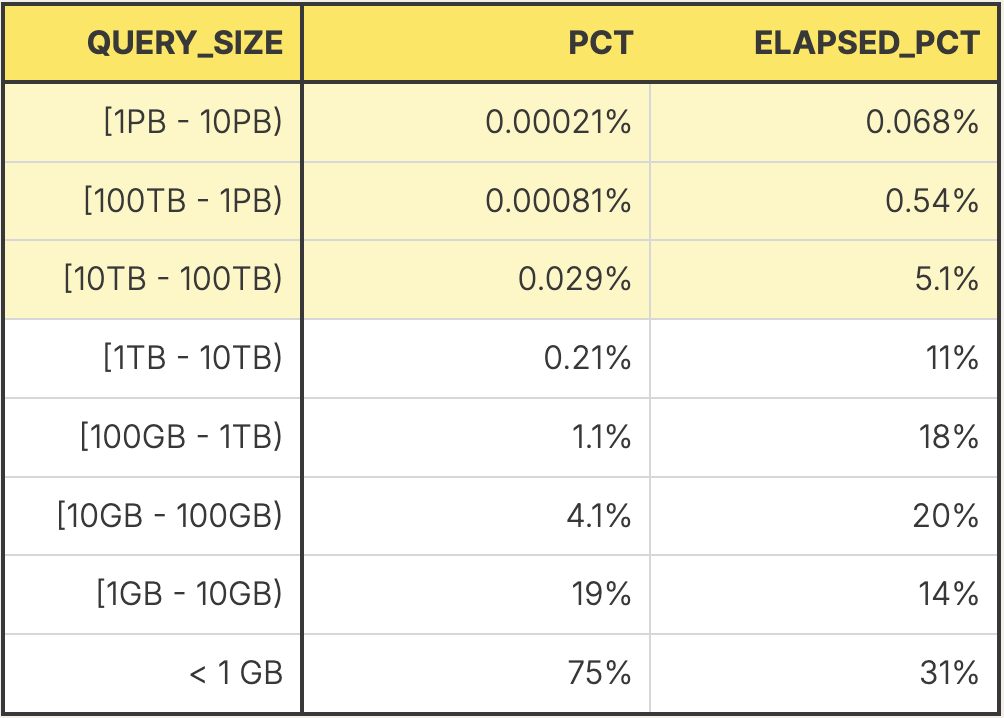 QUERY_SIZE PCT ELAPSED_PCT
[1PB - 10PB) 0.00021% 0.068%
[100TB - 1PB) 0.00081% 0.54%
[10TB - 100TB) 0.029% 5.1%
[1TB - 10TB) 0.21% 11%
[100GB - 1TB) 1.1% 18%
[10GB - 100GB) 4.1% 20%
[1GB - 10GB) 19% 14%
< 1 GB 75% 31%